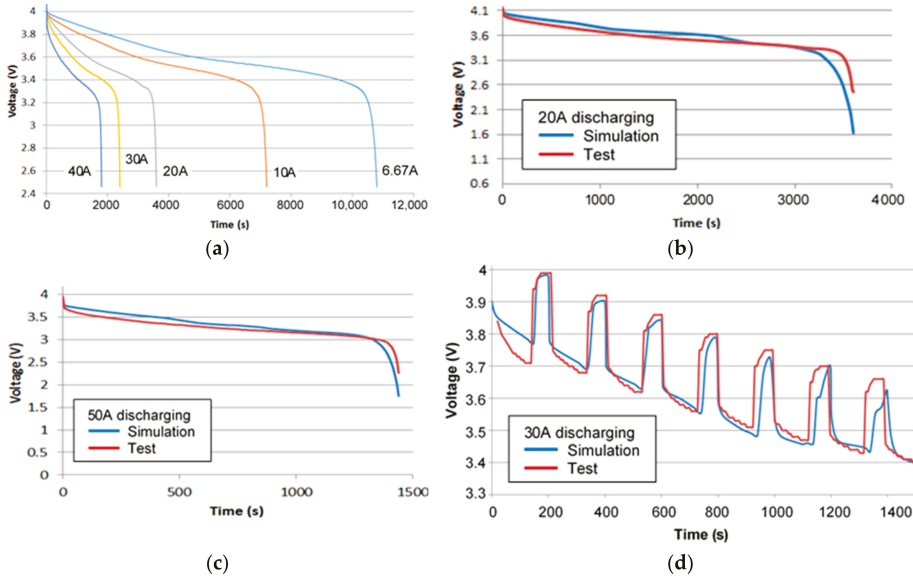 4
3.8
3.6
3.4
3.2
3
2.8
2.6
2.4
Voltage (V)
40A
30A
20A
10A
6.67A
0
2000
4000
6000
8000
10,000
12,000
Time (s)
(a)
4.1
3.6
3.1
2.6
2.1
1.6
1.1
0.6
Voltage (V)
20A discharging
Simulation
Test
0
1000
2000
3000
4000
Time (s)
(b)
4
3.5
3
2.5
2
1.5
1
0.5
0
Voltage (V)
50A discharging
Simulation
Test
0
500
1000
1500
Time (s)
(c)
4
3.9
3.8
3.7
3.6
3.5
3.4
3.3
Voltage (V)
30A discharging
Simulation
Test
0
200
400
600
800
1000
1200
1400
Time (s)
(d)